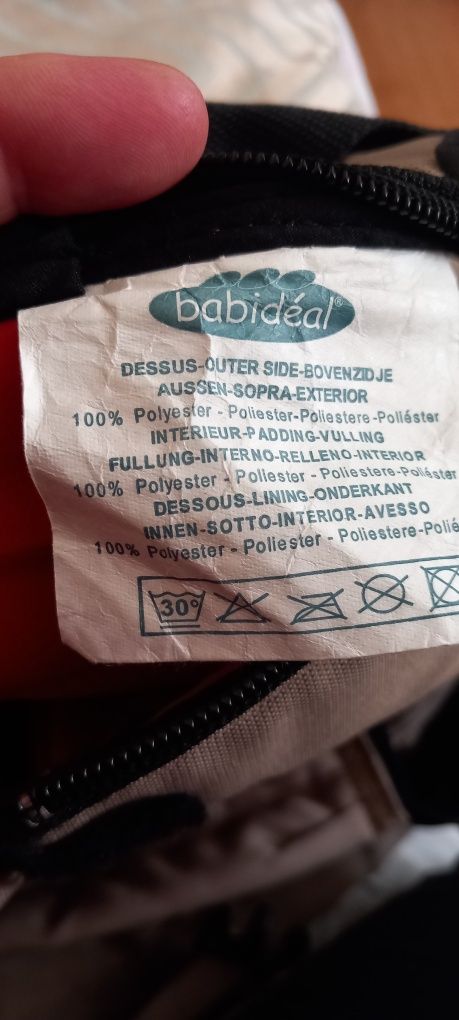 babidéal®
DESSUS-OUTER SIDE-BOVENZIDJE
AUSSEN-SOPRA-EXTERIOR
100% Polyester - Poliester-Poliestere-Poliéster
INTERIEUR-PADDING-VULLING
FULLUNG-INTERNO-RELLENO-INTERIOR
100% Polyester - Poliester - Poliestere-Poliéster
DESSOUS-LINING-ONDERKANT
INNEN-SOTTO-INTERIOR-AVESSO
100% Polyester - Poliester - Poliestere-Polié
30°